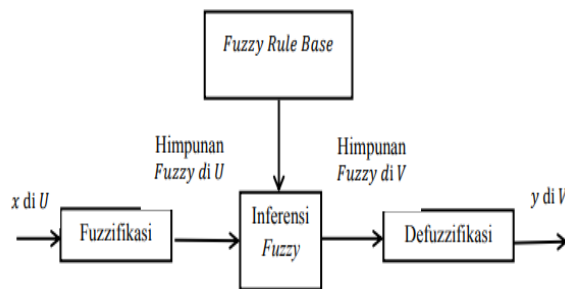 Fuzzy Rule Base
Himpunan
Fuzzy di U
Himpunan
Fuzzy di V
x di U
Fuzzifikasi
Inferensi
Fuzzy
Defuzzifikasi
y di V